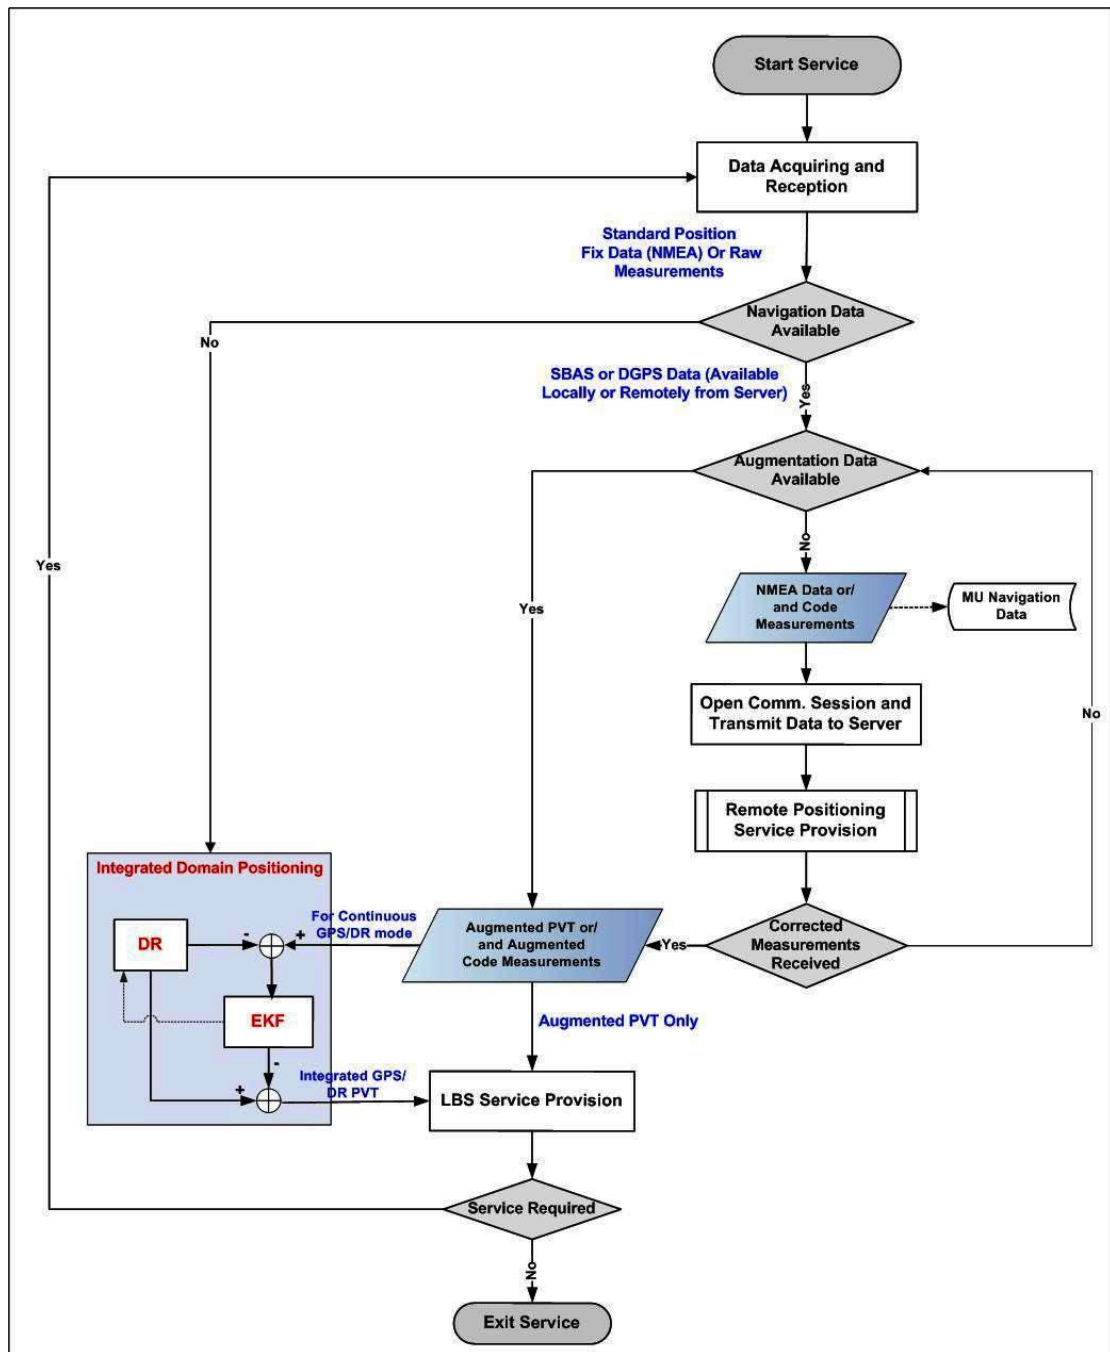 Start Service
Data Acquiring and
Reception
Standard Position
Fix Data (NMEA) Or Raw
Measurements
Navigation Data
Available
No
SBAS or DGPS Data (Available
Locally or Remotely from Server)
Yes
Augmentation Data
Available
No
Yes
Yes
NMEA Data or/
and Code
Measurements
MU Navigation
Data
Open Comm. Session and
Transmit Data to Server
No
Remote Positioning
Service Provision
Integrated Domain Positioning
For Continuous
GPS/DR mode
Augmented PVT or/
and Augmented
Code Measurements
Yes
Corrected
Measurements
Received
DR
-
+
EKF
-
+
Augmented PVT Only
Integrated GPS/
DR PVT
LBS Service Provision
Service Required
No
Exit Service